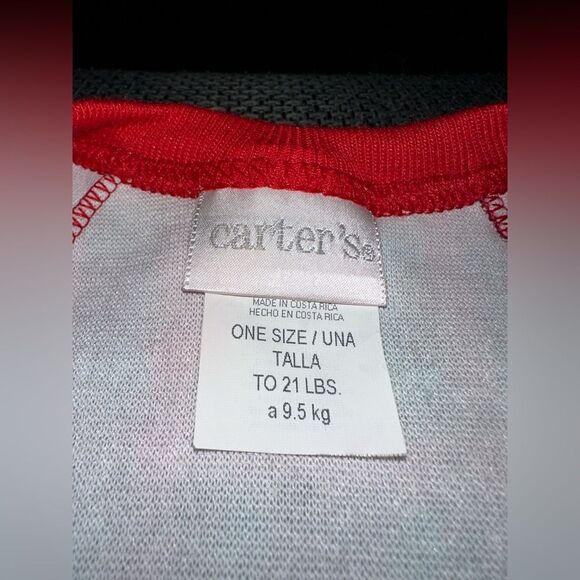 carter's®
MADE IN COSTA RICA
HECHO EN COSTA RICA
ONE SIZE / UNA
TALLA
TO 21 LBS.
a 9.5 kg